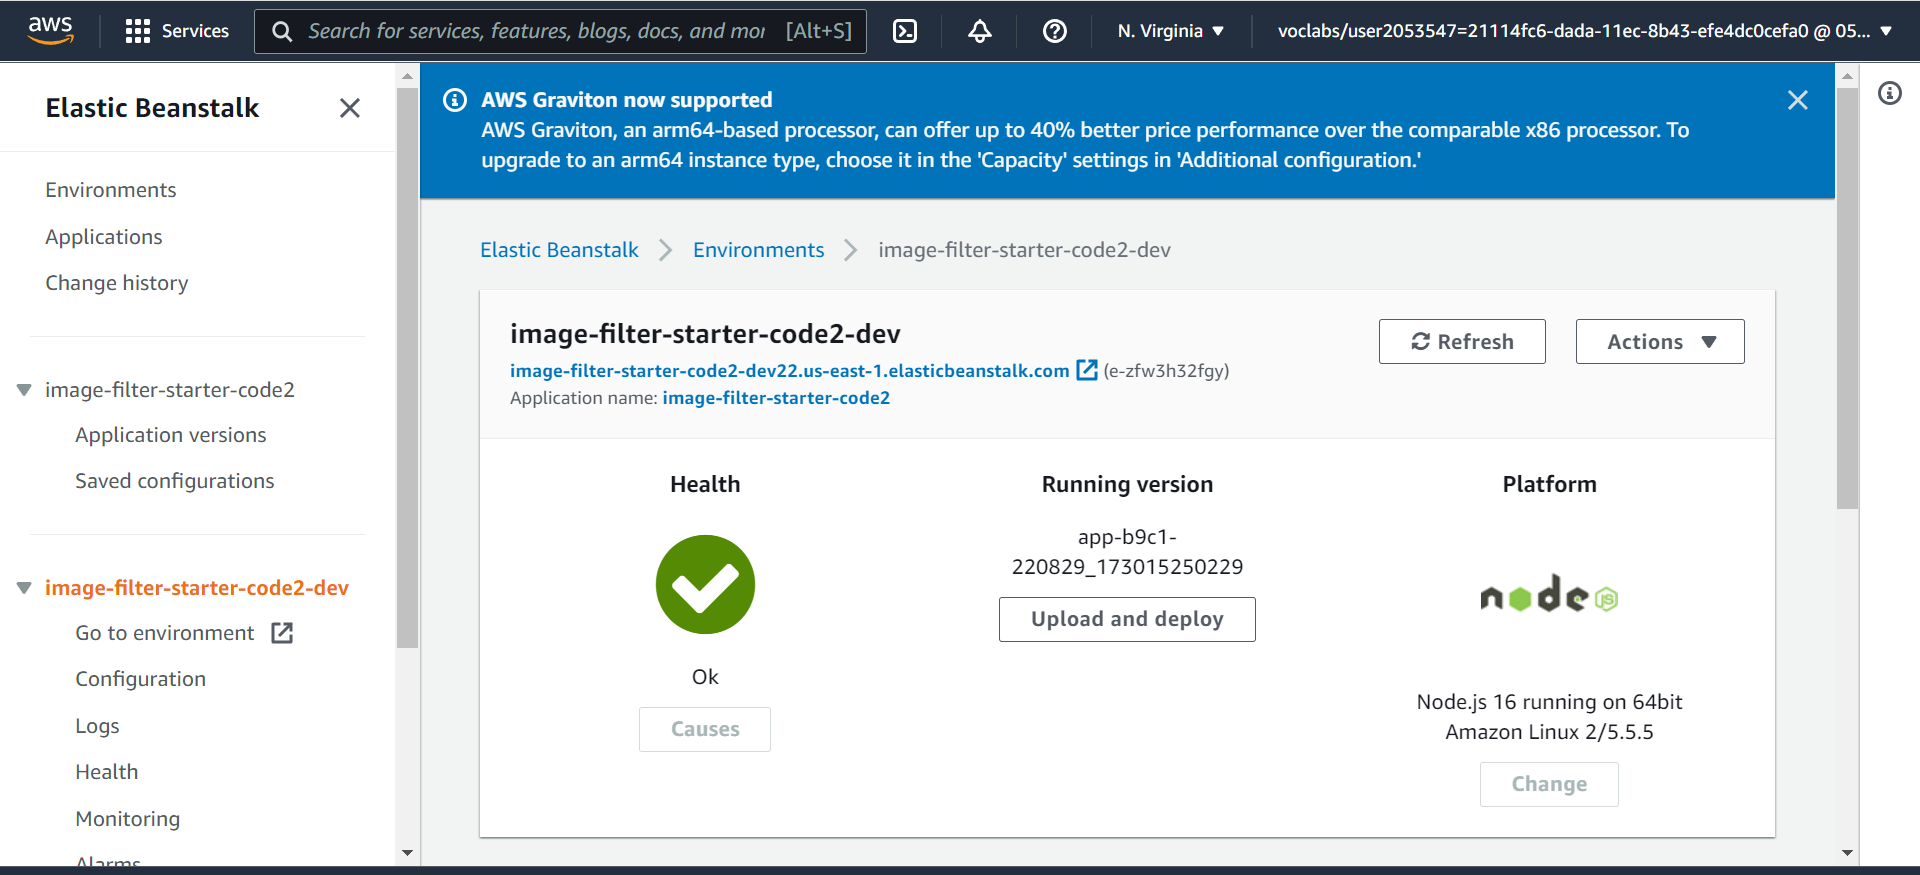 aws
Services
Search for services, features, blogs, docs, and mor
[Alt+S]
N. Virginia
voclabs/user2053547=21114fc6-dada-11ec-8b43-efe4dc0cefa0 @ 05...
Elastic Beanstalk
Environments
Applications
Change history
image-filter-starter-code2
Application versions
Saved configurations
image-filter-starter-code2-dev
Go to environment
Configuration
Logs
Health
Monitoring
Alarms
AWS Graviton now supported
AWS Graviton, an arm64-based processor, can offer up to 40% better price performance over the comparable x86 processor. To
upgrade to an arm64 instance type, choose it in the 'Capacity' settings in 'Additional configuration.'
Elastic Beanstalk
Environments
image-filter-starter-code2-dev
image-filter-starter-code2-dev
image-filter-starter-code2-dev22.us-east-1.elasticbeanstalk.com (e-zfw3h32fgy)
Application name: image-filter-starter-code2
Refresh
Actions
Health
Ok
Causes
Running version
app-b9c1-
220829_173015250229
Upload and deploy
Platform
node JS
Node.js 16 running on 64bit
Amazon Linux 2/5.5.5
Change